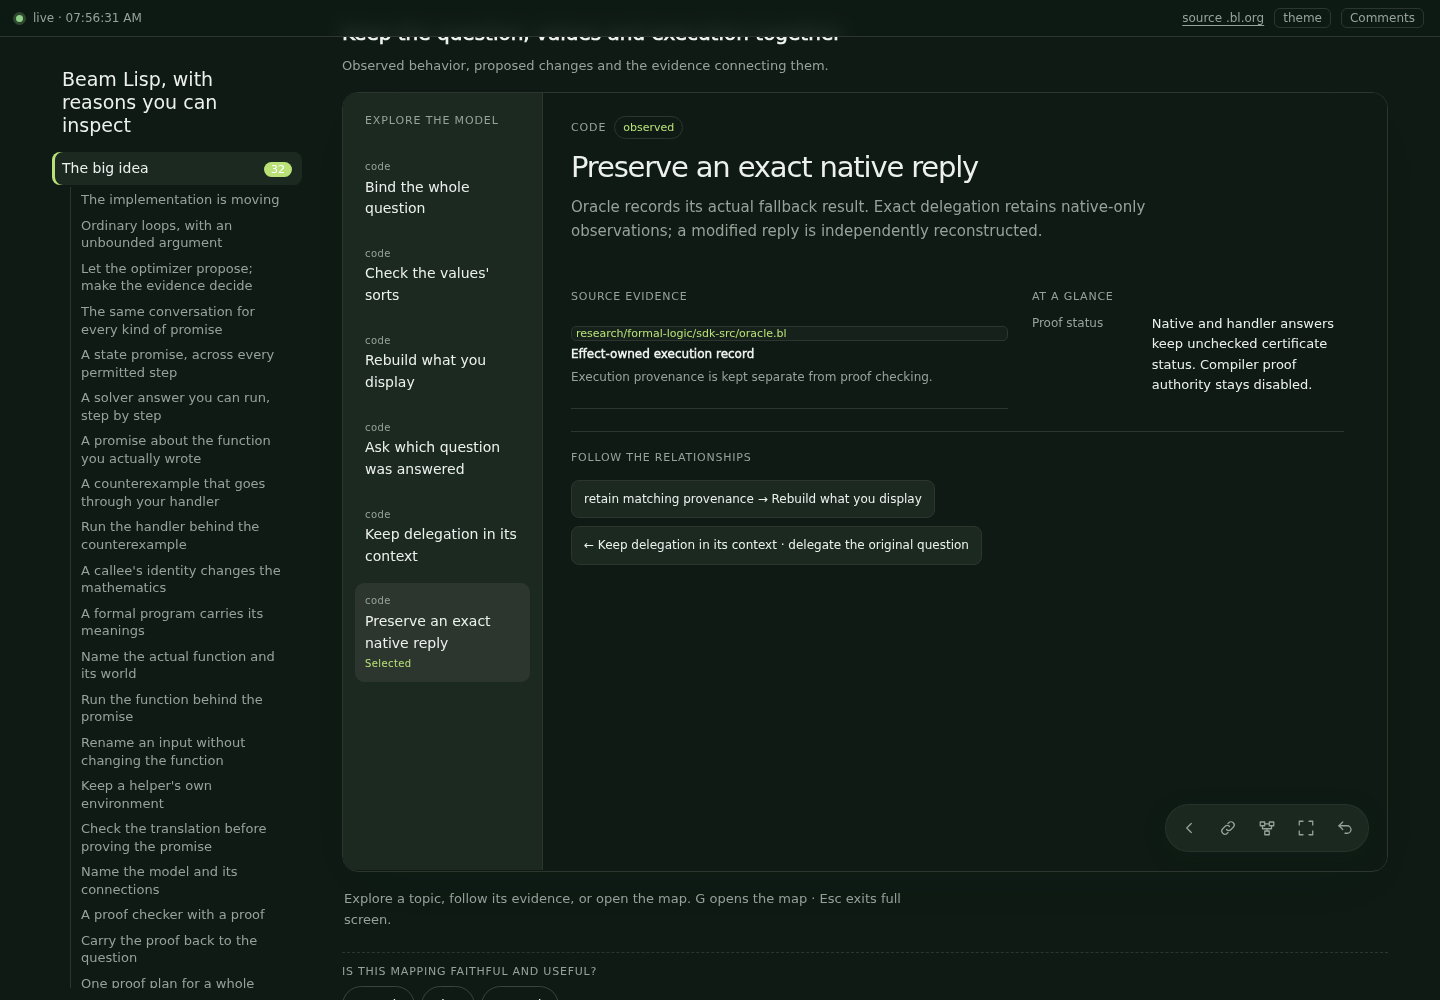 live · 07:56:31 AM
source .bl.org
theme
Comments
Beam Lisp, with
reasons you can
inspect
The big idea
32
The implementation is moving
Ordinary loops, with an
unbounded argument
Let the optimizer propose;
make the evidence decide
The same conversation for
every kind of promise
A state promise, across every
permitted step
A solver answer you can run,
step by step
A promise about the function
you actually wrote
A counterexample that goes
through your handler
Run the handler behind the
counterexample
A callee's identity changes the
mathematics
A formal program carries its
meanings
Name the actual function and
its world
Run the function behind the
promise
Rename an input without
changing the function
Keep a helper's own
environment
Check the translation before
proving the promise
Name the model and its
connections
A proof checker with a proof
Carry the proof back to the
question
One proof plan for a whole
Keep the question, values and execution together
Observed behavior, proposed changes and the evidence connecting them.
EXPLORE THE MODEL
code
Bind the whole
question
code
Check the values'
sorts
code
Rebuild what you
display
code
Ask which question
was answered
code
Keep delegation in its
context
code
Preserve an exact
native reply
Selected
CODE
observed
Preserve an exact native reply
Oracle records its actual fallback result. Exact delegation retains native-only
observations; a modified reply is independently reconstructed.
SOURCE EVIDENCE
research/formal-logic/sdk-src/oracle.bl
Effect-owned execution record
Execution provenance is kept separate from proof checking.
AT A GLANCE
Proof status
Native and handler answers
keep unchecked certificate
status. Compiler proof
authority stays disabled.
FOLLOW THE RELATIONSHIPS
retain matching provenance → Rebuild what you display
← Keep delegation in its context · delegate the original question
Explore a topic, follow its evidence, or open the map. G opens the map · Esc exits full
screen.
IS THIS MAPPING FAITHFUL AND USEFUL?